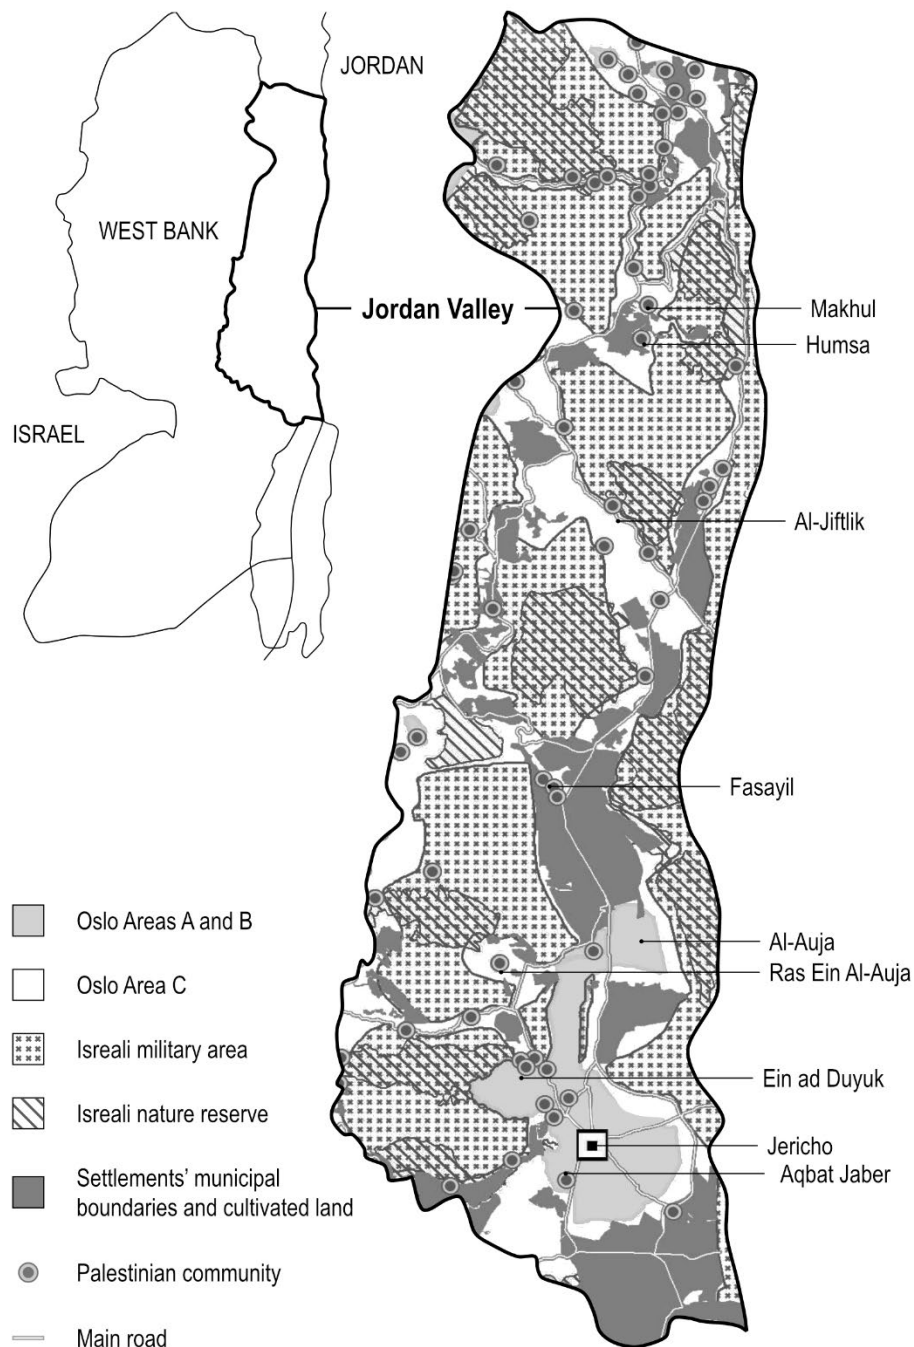 JORDAN
WEST BANK
Jordan Valley
ISRAEL
Makhul
Humsa
Al-Jiftlik
Fasayil
Al-Auja
Ras Ein Al-Auja
Ein ad Duyuk
Jericho
Aqbat Jaber
Oslo Areas A and B
Oslo Area C
Isreali military area
Isreali nature reserve
Settlements’ municipal
boundaries and cultivated land
Palestinian community
Main road